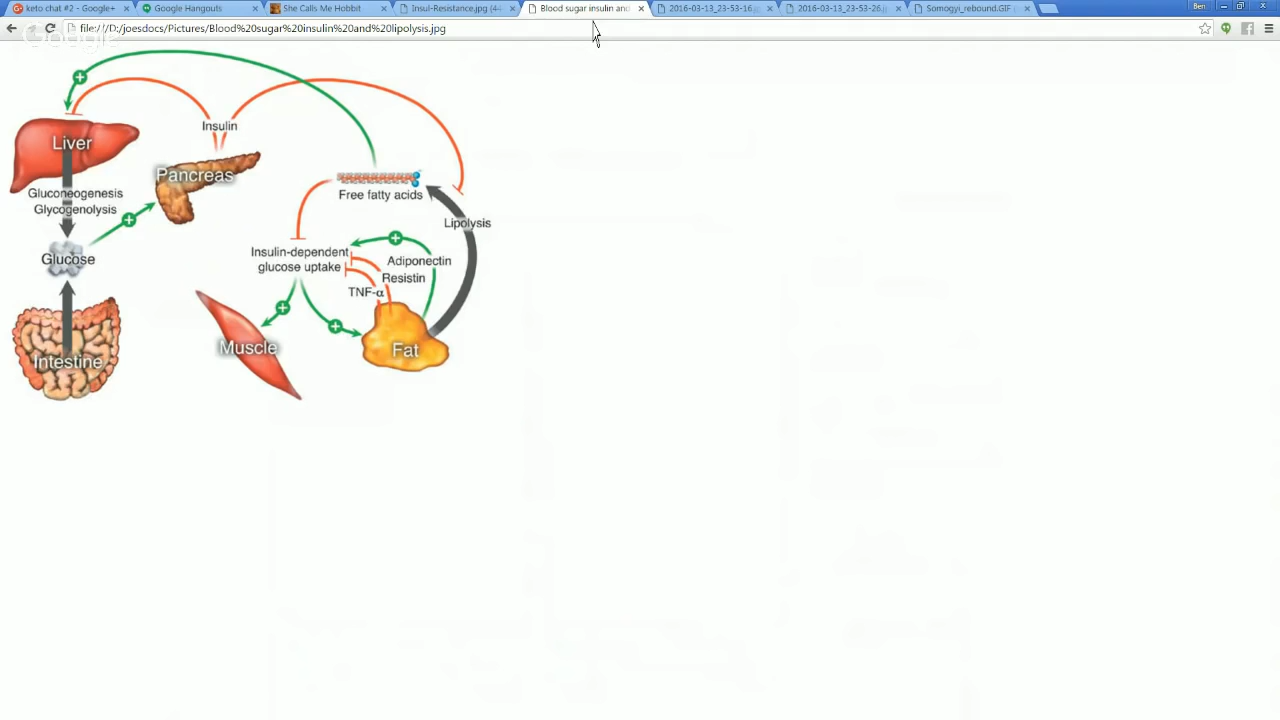 keto chat #2 - Google+
Google Hangouts
She Calls Me Hobbit
Insul-Resistance.jpg (44
Blood sugar insulin and
2016-03-13_23-53-16.
2016-03-13_23-53-26.j
Somogyi_rebound.GIF
Ben
file:///D:/joesdocs/Pictures/Blood%20sugar%20insulin%20and%20lipolysis.jpg
Google
Insulin
Liver
Pancreas
Free fatty acids
Gluconeogenesis
Glycogenolysis
Lipolysis
Glucose
Insulin-dependent
glucose uptake
Adiponectin
Resistin
TNF-α
Muscle
Fat
Intestine